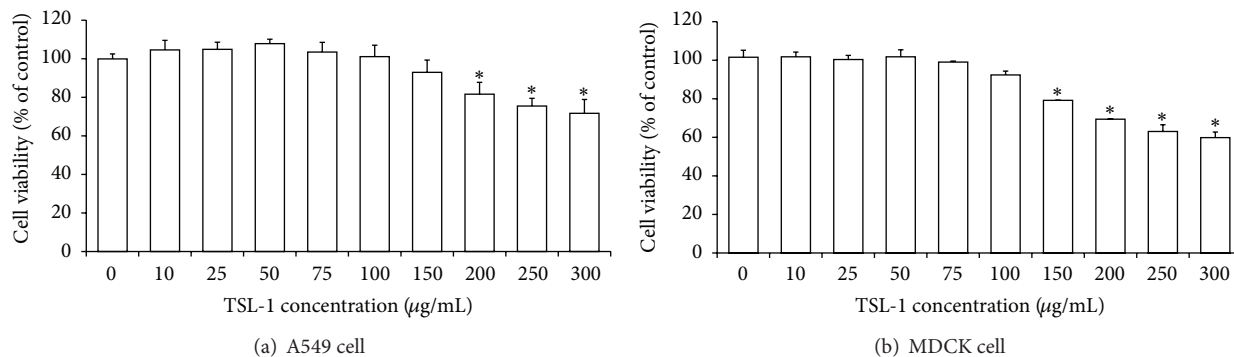 120
100
80
60
40
20
0
Cell viability (% of control)
* * *
0 10 25 50 75 100 150 200 250 300
TSL-1 concentration (μg/mL)
(a) A549 cell
120
100
80
60
40
20
0
Cell viability (% of control)
* * * *
0 10 25 50 75 100 150 200 250 300
TSL-1 concentration (μg/mL)
(b) MDCK cell